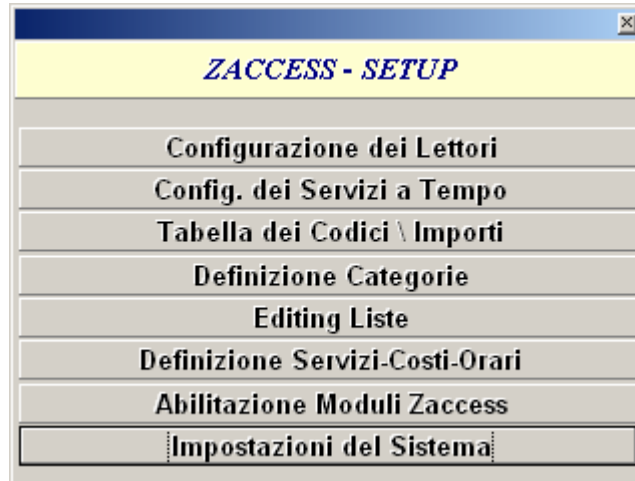 ZACCESS - SETUP
Configurazione dei Lettori
Config. dei Servizi a Tempo
Tabella dei Codici \ Importi
Definizione Categorie
Editing Liste
Definizione Servizi-Costi-Orari
Abilitazione Moduli Zaccess
Impostazioni del Sistema